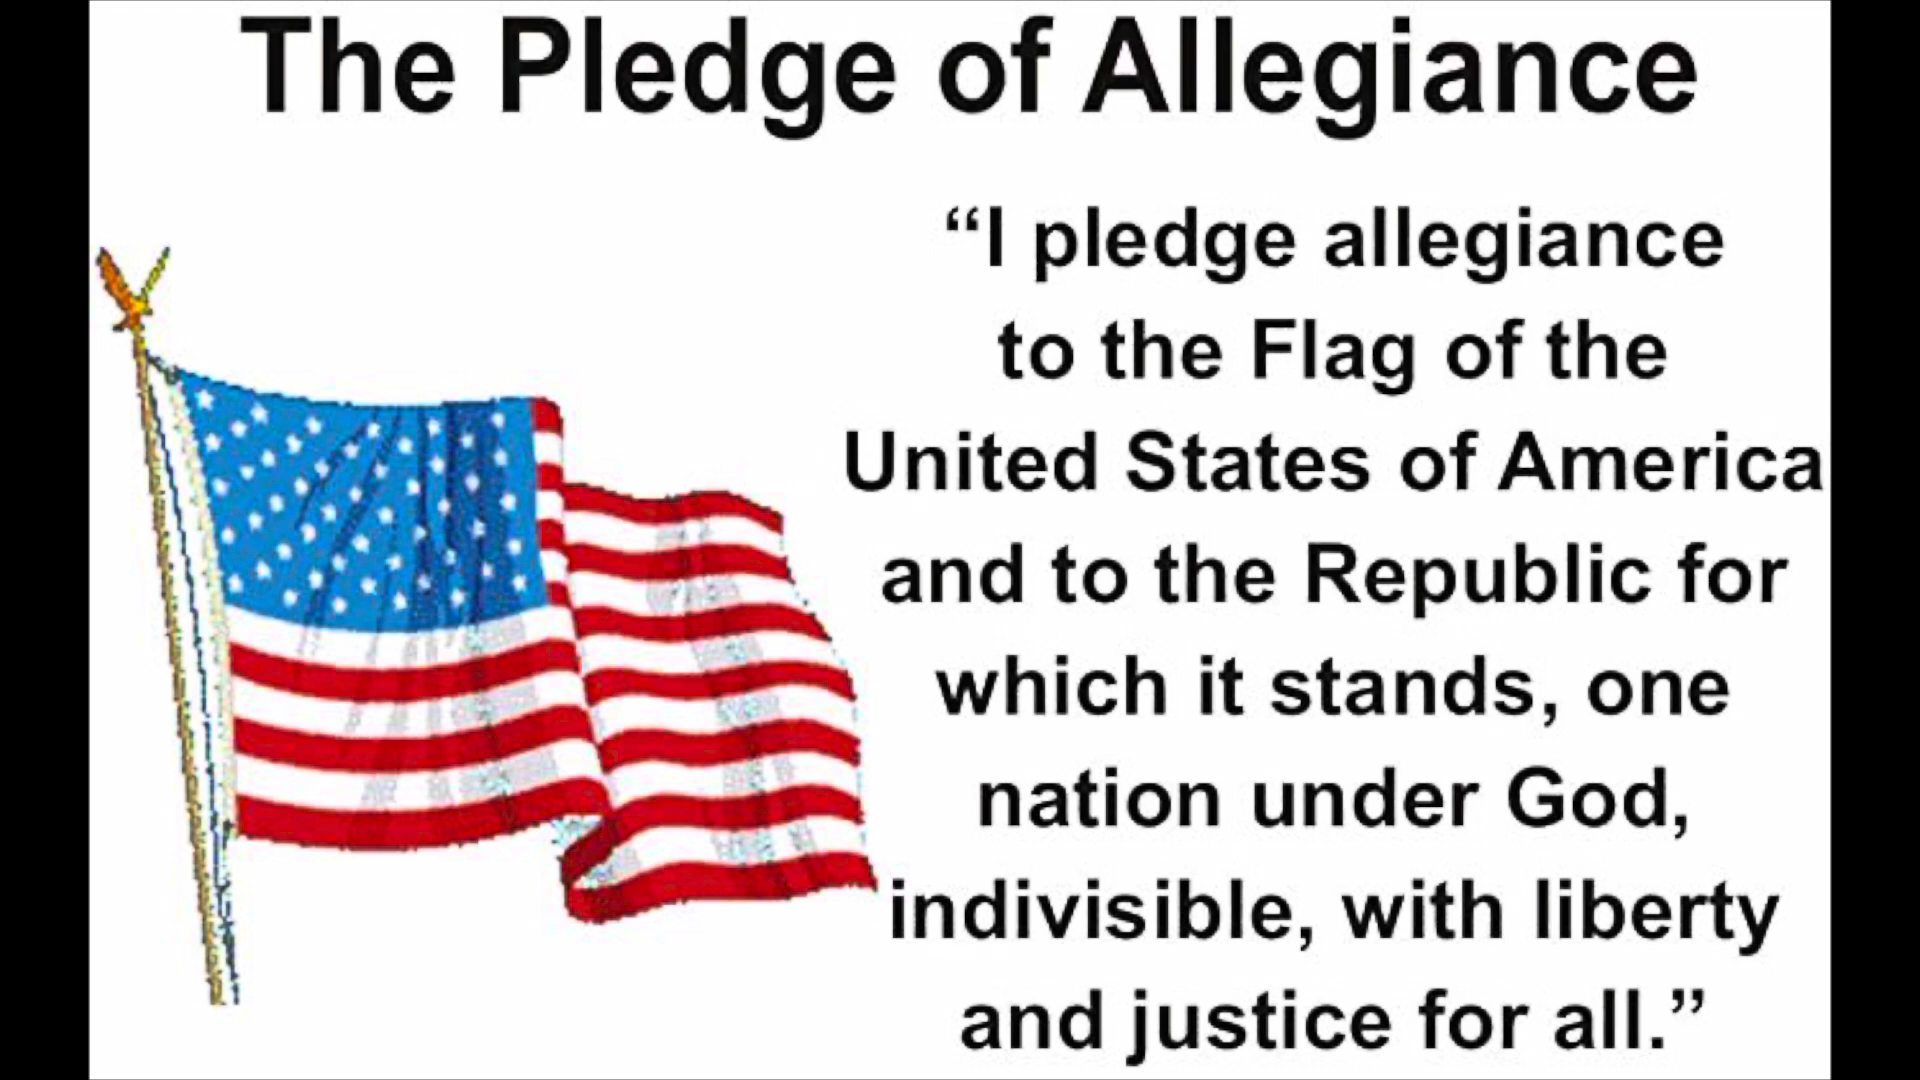 The Pledge of Allegiance
“I pledge allegiance
to the Flag of the
United States of America
and to the Republic for
which it stands, one
nation under God,
indivisible, with liberty
and justice for all.”